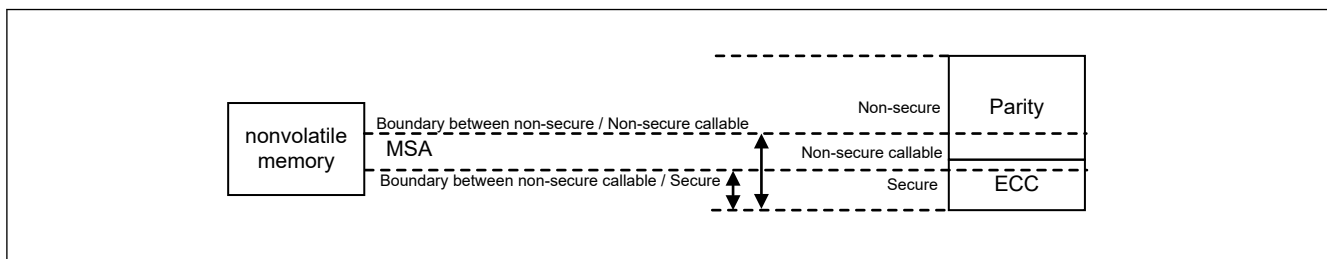 nonvolatile
memory
Boundary between non-secure / Non-secure callable
MSA
Boundary between non-secure callable / Secure
Non-secure
Non-secure callable
Secure
Parity
ECC